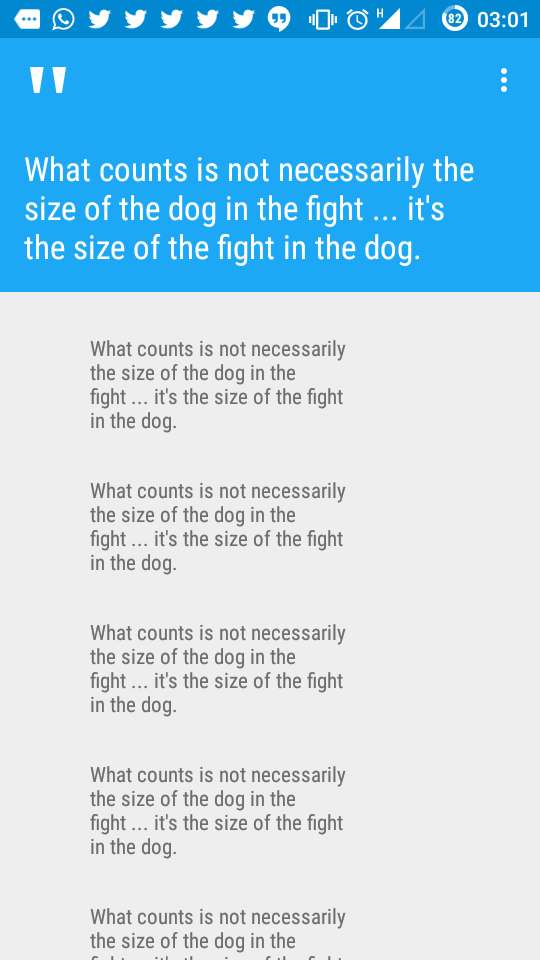 H 82 03:01
"
What counts is not necessarily the
size of the dog in the fight ... it's
the size of the fight in the dog.
What counts is not necessarily
the size of the dog in the
fight ... it's the size of the fight
in the dog.
What counts is not necessarily
the size of the dog in the
fight ... it's the size of the fight
in the dog.
What counts is not necessarily
the size of the dog in the
fight ... it's the size of the fight
in the dog.
What counts is not necessarily
the size of the dog in the
fight ... it's the size of the fight
in the dog.
What counts is not necessarily
the size of the dog in the